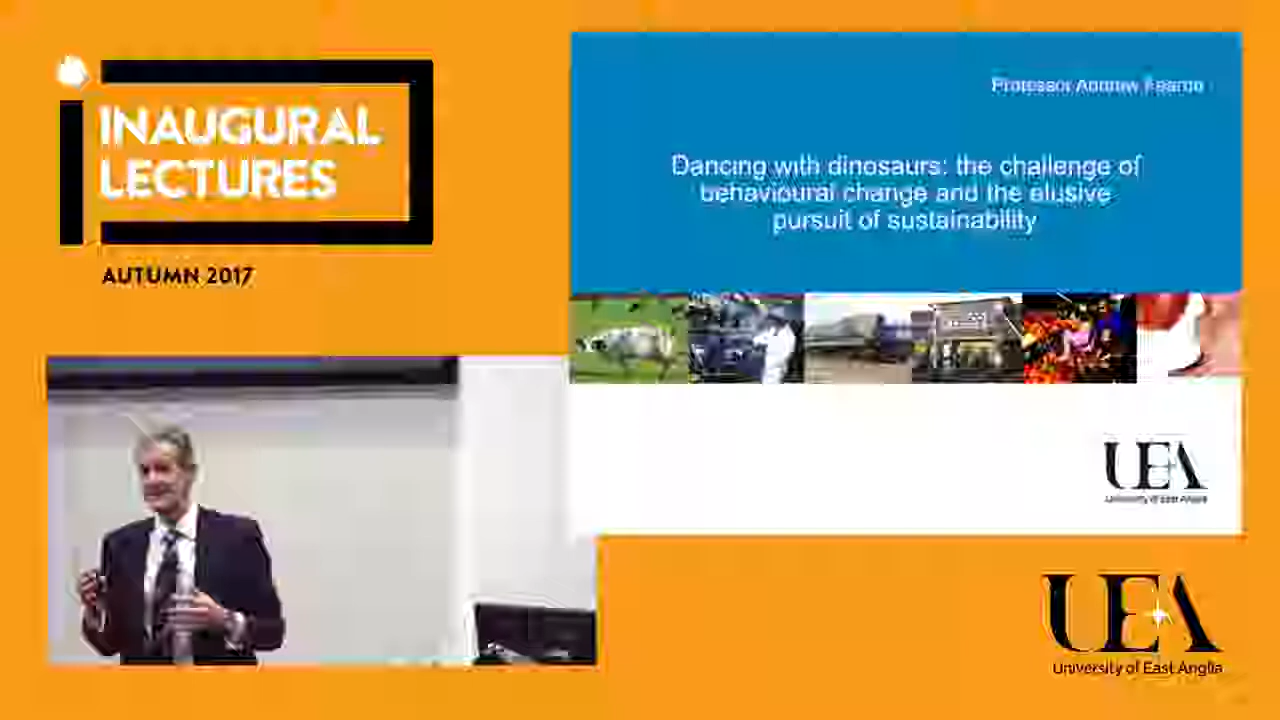 INAUGURAL
LECTURES
AUTUMN 2017
Professor Andrew
Dancing with dinosaurs: the challenge of
behavioural change and the elusive
pursuit of sustainability
UEA
University of East Anglia
UEA
University of East Anglia